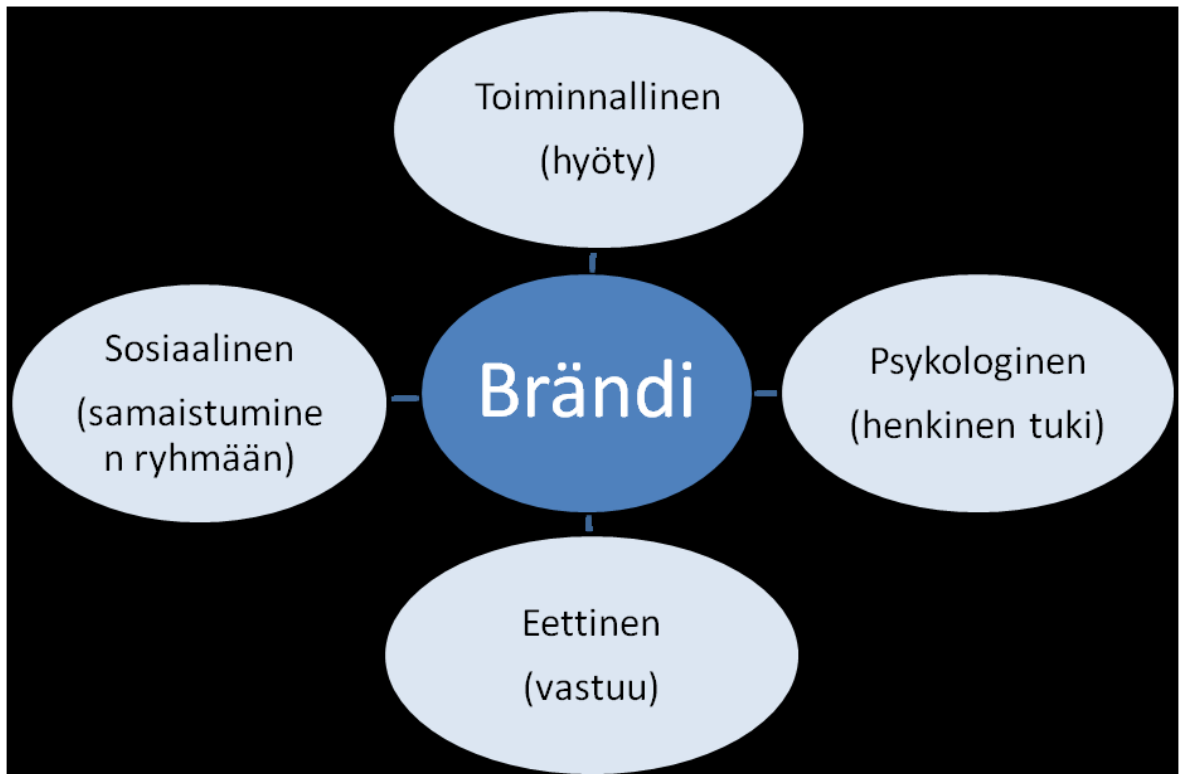 Toiminnallinen
(hyöty)
Sosiaalinen
(samaistumine
n ryhmään)
Brändi
Psykologinen
(henkinen tuki)
Eettinen
(vastuu)